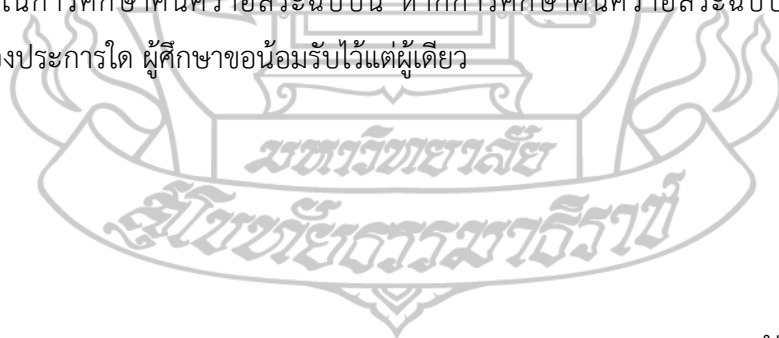 ในการศึกษาค้นคว้าอิสระฉบับนี้ หากการศึกษาค้นคว้าอิสระฉบับ
ประการใด ผู้ศึกษาขอน้อมรับไว้แต่ผู้เดียว
มหาวิทยาลัย
สุโขทัยธรรมาธิราช